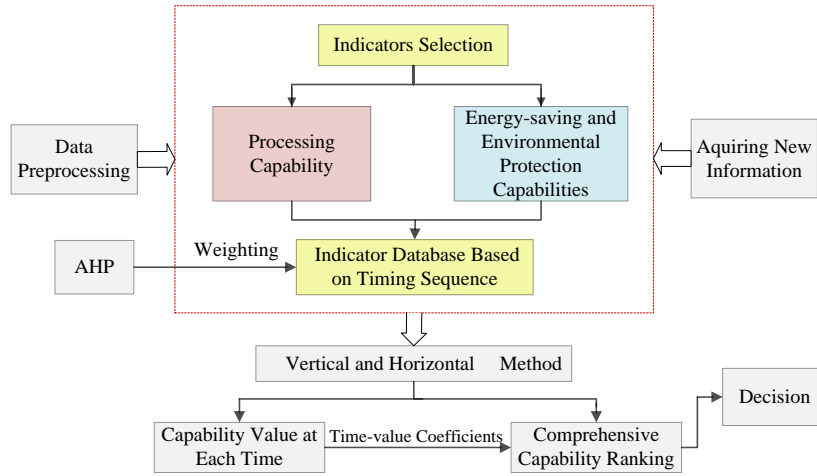 Indicators Selection
Processing
Capability
Energy-saving and
Environmental
Protection
Capabilities
Data
Preprocessing
Aquiring New
Information
AHP
Weighting
Indicator Database Based
on Timing Sequence
Vertical and Horizontal Method
Decision
Capability Value at
Each Time
Time-value Coefficients
Comprehensive
Capability Ranking